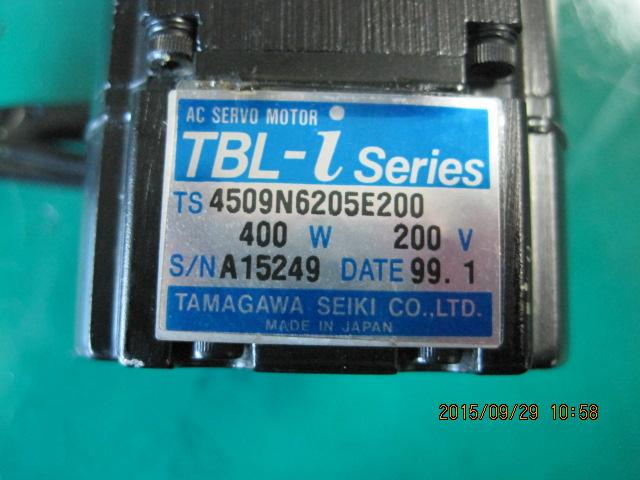 AC SERVO MOTOR
TBL-i Series
TS 4509N6205E200
400 W 200 V
S/N A15249 DATE 99. 1
TAMAGAWA SEIKI CO.,LTD.
MADE IN JAPAN
2015/09/29 10:58